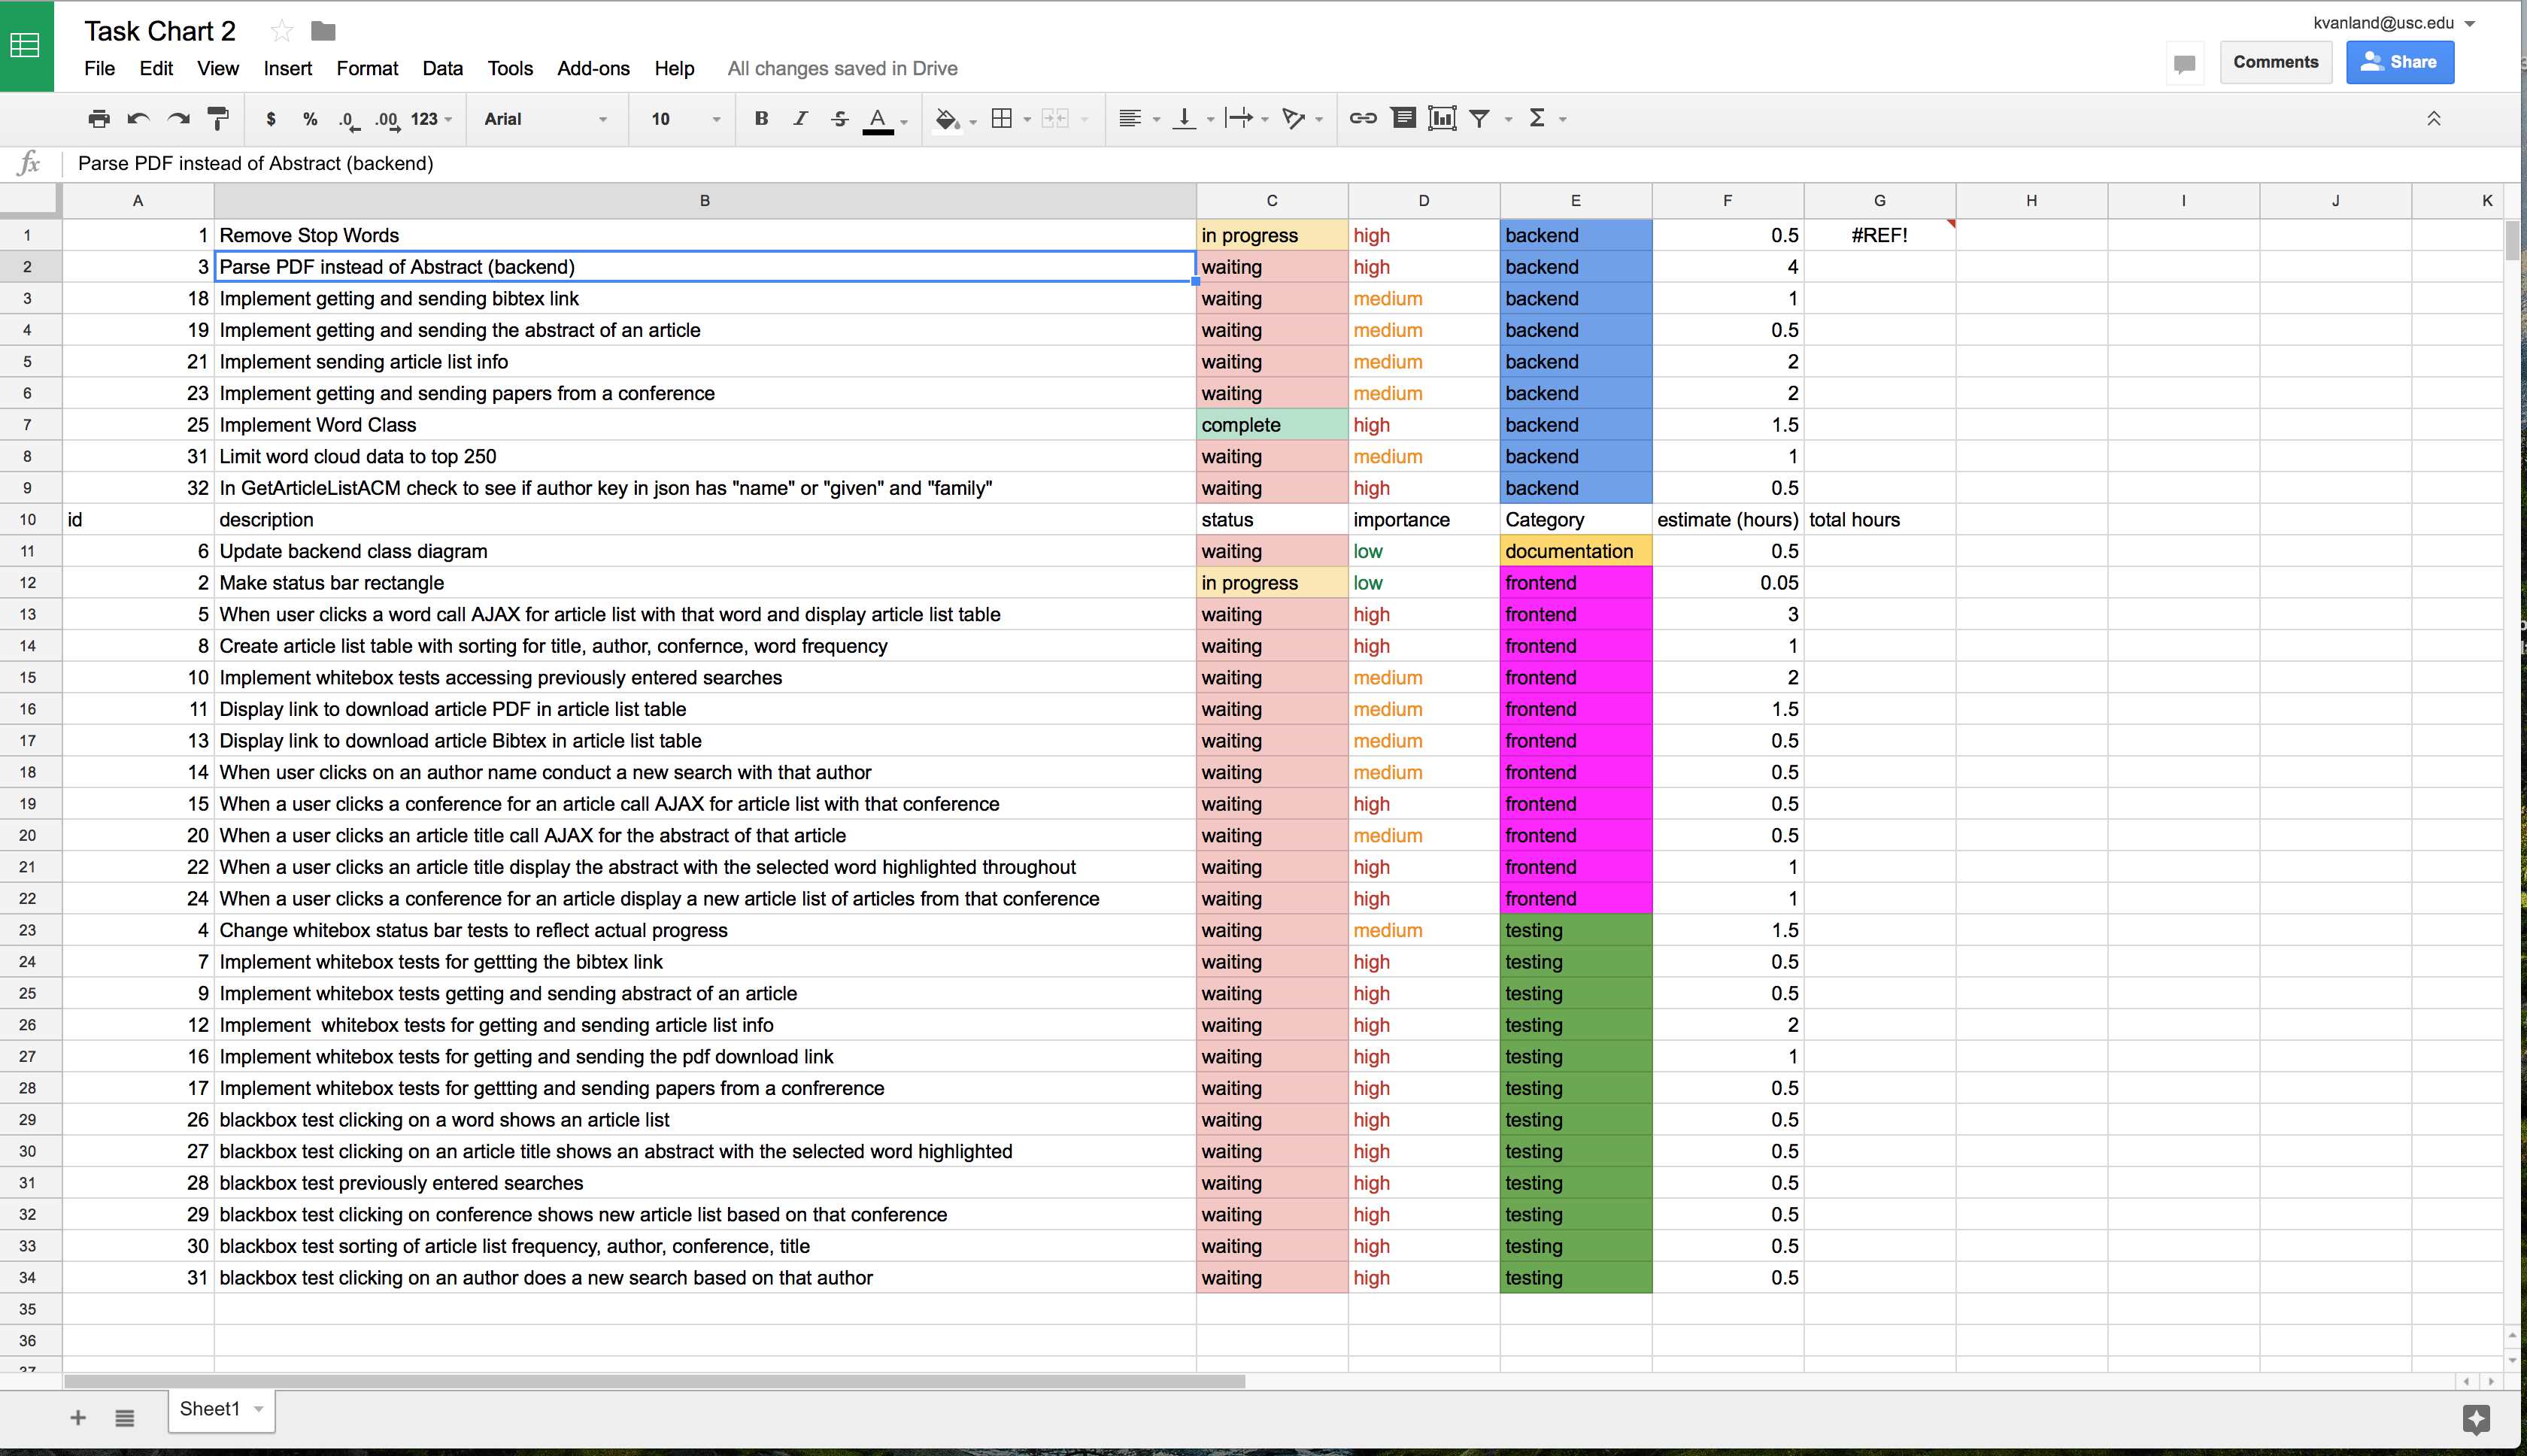 Task Chart 2
kvanland@usc.edu
File Edit View Insert Format Data Tools Add-ons Help All changes saved in Drive
Comments Share
$ % .0 .00 123 Arial 10 B I S A Σ
fx Parse PDF instead of Abstract (backend)
A B C D E F G H I J K
1 1 Remove Stop Words in progress high backend 0.5 #REF!
2 3 Parse PDF instead of Abstract (backend) waiting high backend 4
3 18 Implement getting and sending bibtex link waiting medium backend 1
4 19 Implement getting and sending the abstract of an article waiting medium backend 0.5
5 21 Implement sending article list info waiting medium backend 2
6 23 Implement getting and sending papers from a conference waiting medium backend 2
7 25 Implement Word Class complete high backend 1.5
8 31 Limit word cloud data to top 250 waiting medium backend 1
9 32 In GetArticleListACM check to see if author key in json has "name" or "given" and "family" waiting high backend 0.5
10 id description status importance Category estimate (hours) total hours
11 6 Update backend class diagram waiting low documentation 0.5
12 2 Make status bar rectangle in progress low frontend 0.05
13 5 When user clicks a word call AJAX for article list with that word and display article list table waiting high frontend 3
14 8 Create article list table with sorting for title, author, confernce, word frequency waiting high frontend 1
15 10 Implement whitebox tests accessing previously entered searches waiting medium frontend 2
16 11 Display link to download article PDF in article list table waiting medium frontend 1.5
17 13 Display link to download article Bibtex in article list table waiting medium frontend 0.5
18 14 When user clicks on an author name conduct a new search with that author waiting medium frontend 0.5
19 15 When a user clicks a conference for an article call AJAX for article list with that conference waiting high frontend 0.5
20 20 When a user clicks an article title call AJAX for the abstract of that article waiting medium frontend 0.5
21 22 When a user clicks an article title display the abstract with the selected word highlighted throughout waiting high frontend 1
22 24 When a user clicks a conference for an article display a new article list of articles from that conference waiting high frontend 1
23 4 Change whitebox status bar tests to reflect actual progress waiting medium testing 1.5
24 7 Implement whitebox tests for gettting the bibtex link waiting high testing 0.5
25 9 Implement whitebox tests getting and sending abstract of an article waiting high testing 0.5
26 12 Implement  whitebox tests for getting and sending article list info waiting high testing 2
27 16 Implement whitebox tests for getting and sending the pdf download link waiting high testing 1
28 17 Implement whitebox tests for gettting and sending papers from a confrerence waiting high testing 0.5
29 26 blackbox test clicking on a word shows an article list waiting high testing 0.5
30 27 blackbox test clicking on an article title shows an abstract with the selected word highlighted waiting high testing 0.5
31 28 blackbox test previously entered searches waiting high testing 0.5
32 29 blackbox test clicking on conference shows new article list based on that conference waiting high testing 0.5
33 30 blackbox test sorting of article list frequency, author, conference, title waiting high testing 0.5
34 31 blackbox test clicking on an author does a new search based on that author waiting high testing 0.5
35
36
37
Sheet1